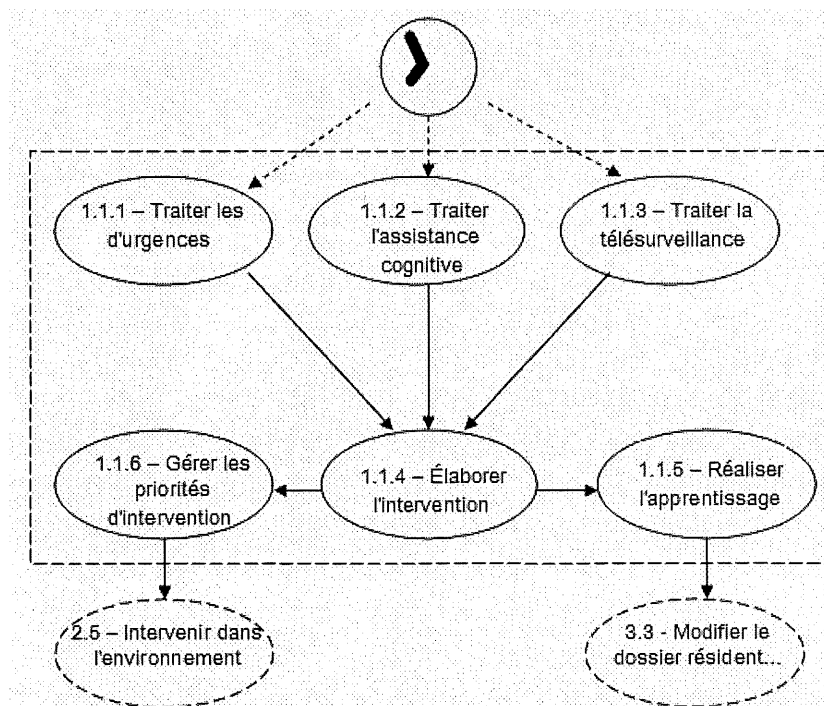 1.1.1 – Traiter les
d'urgences
1.1.2 – Traiter
l'assistance
cognitive
1.1.3 – Traiter la
télésurveillance
1.1.6 – Gérer les
priorités
d'intervention
1.1.4 – Élaborer
l'intervention
1.1.5 – Réaliser
l'apprentissage
2.5 – Intervenir dans
l'environnement
3.3 - Modifier le
dossier résident...